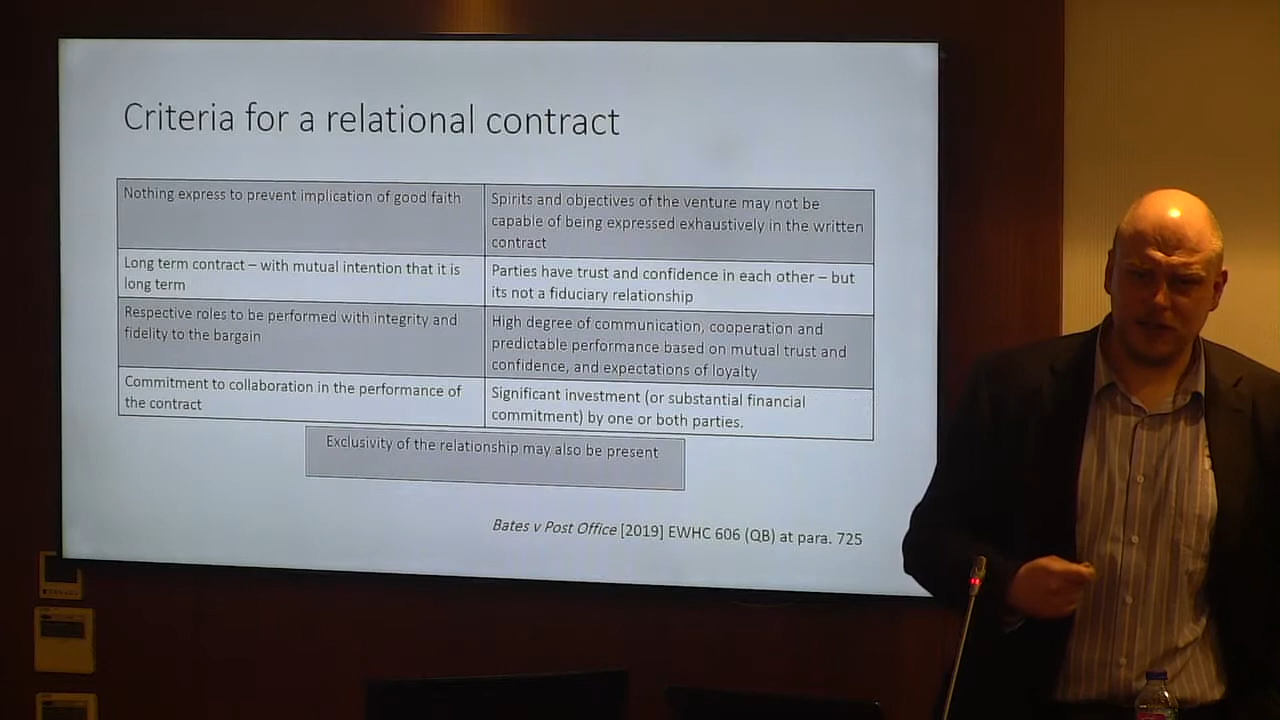 Criteria for a relational contract
Nothing express to prevent implication of good faith
Spirits and objectives of the venture may not be
capable of being expressed exhaustively in the written
contract
Long term contract – with mutual intention that it is
long term
Parties have trust and confidence in each other – but
its not a fiduciary relationship
Respective roles to be performed with integrity and
fidelity to the bargain
High degree of communication, cooperation and
predictable performance based on mutual trust and
confidence, and expectations of loyalty
Commitment to collaboration in the performance of
the contract
Significant investment (or substantial financial
commitment) by one or both parties.
Exclusivity of the relationship may also be present
Bates v Post Office [2019] EWHC 606 (QB) at para. 725